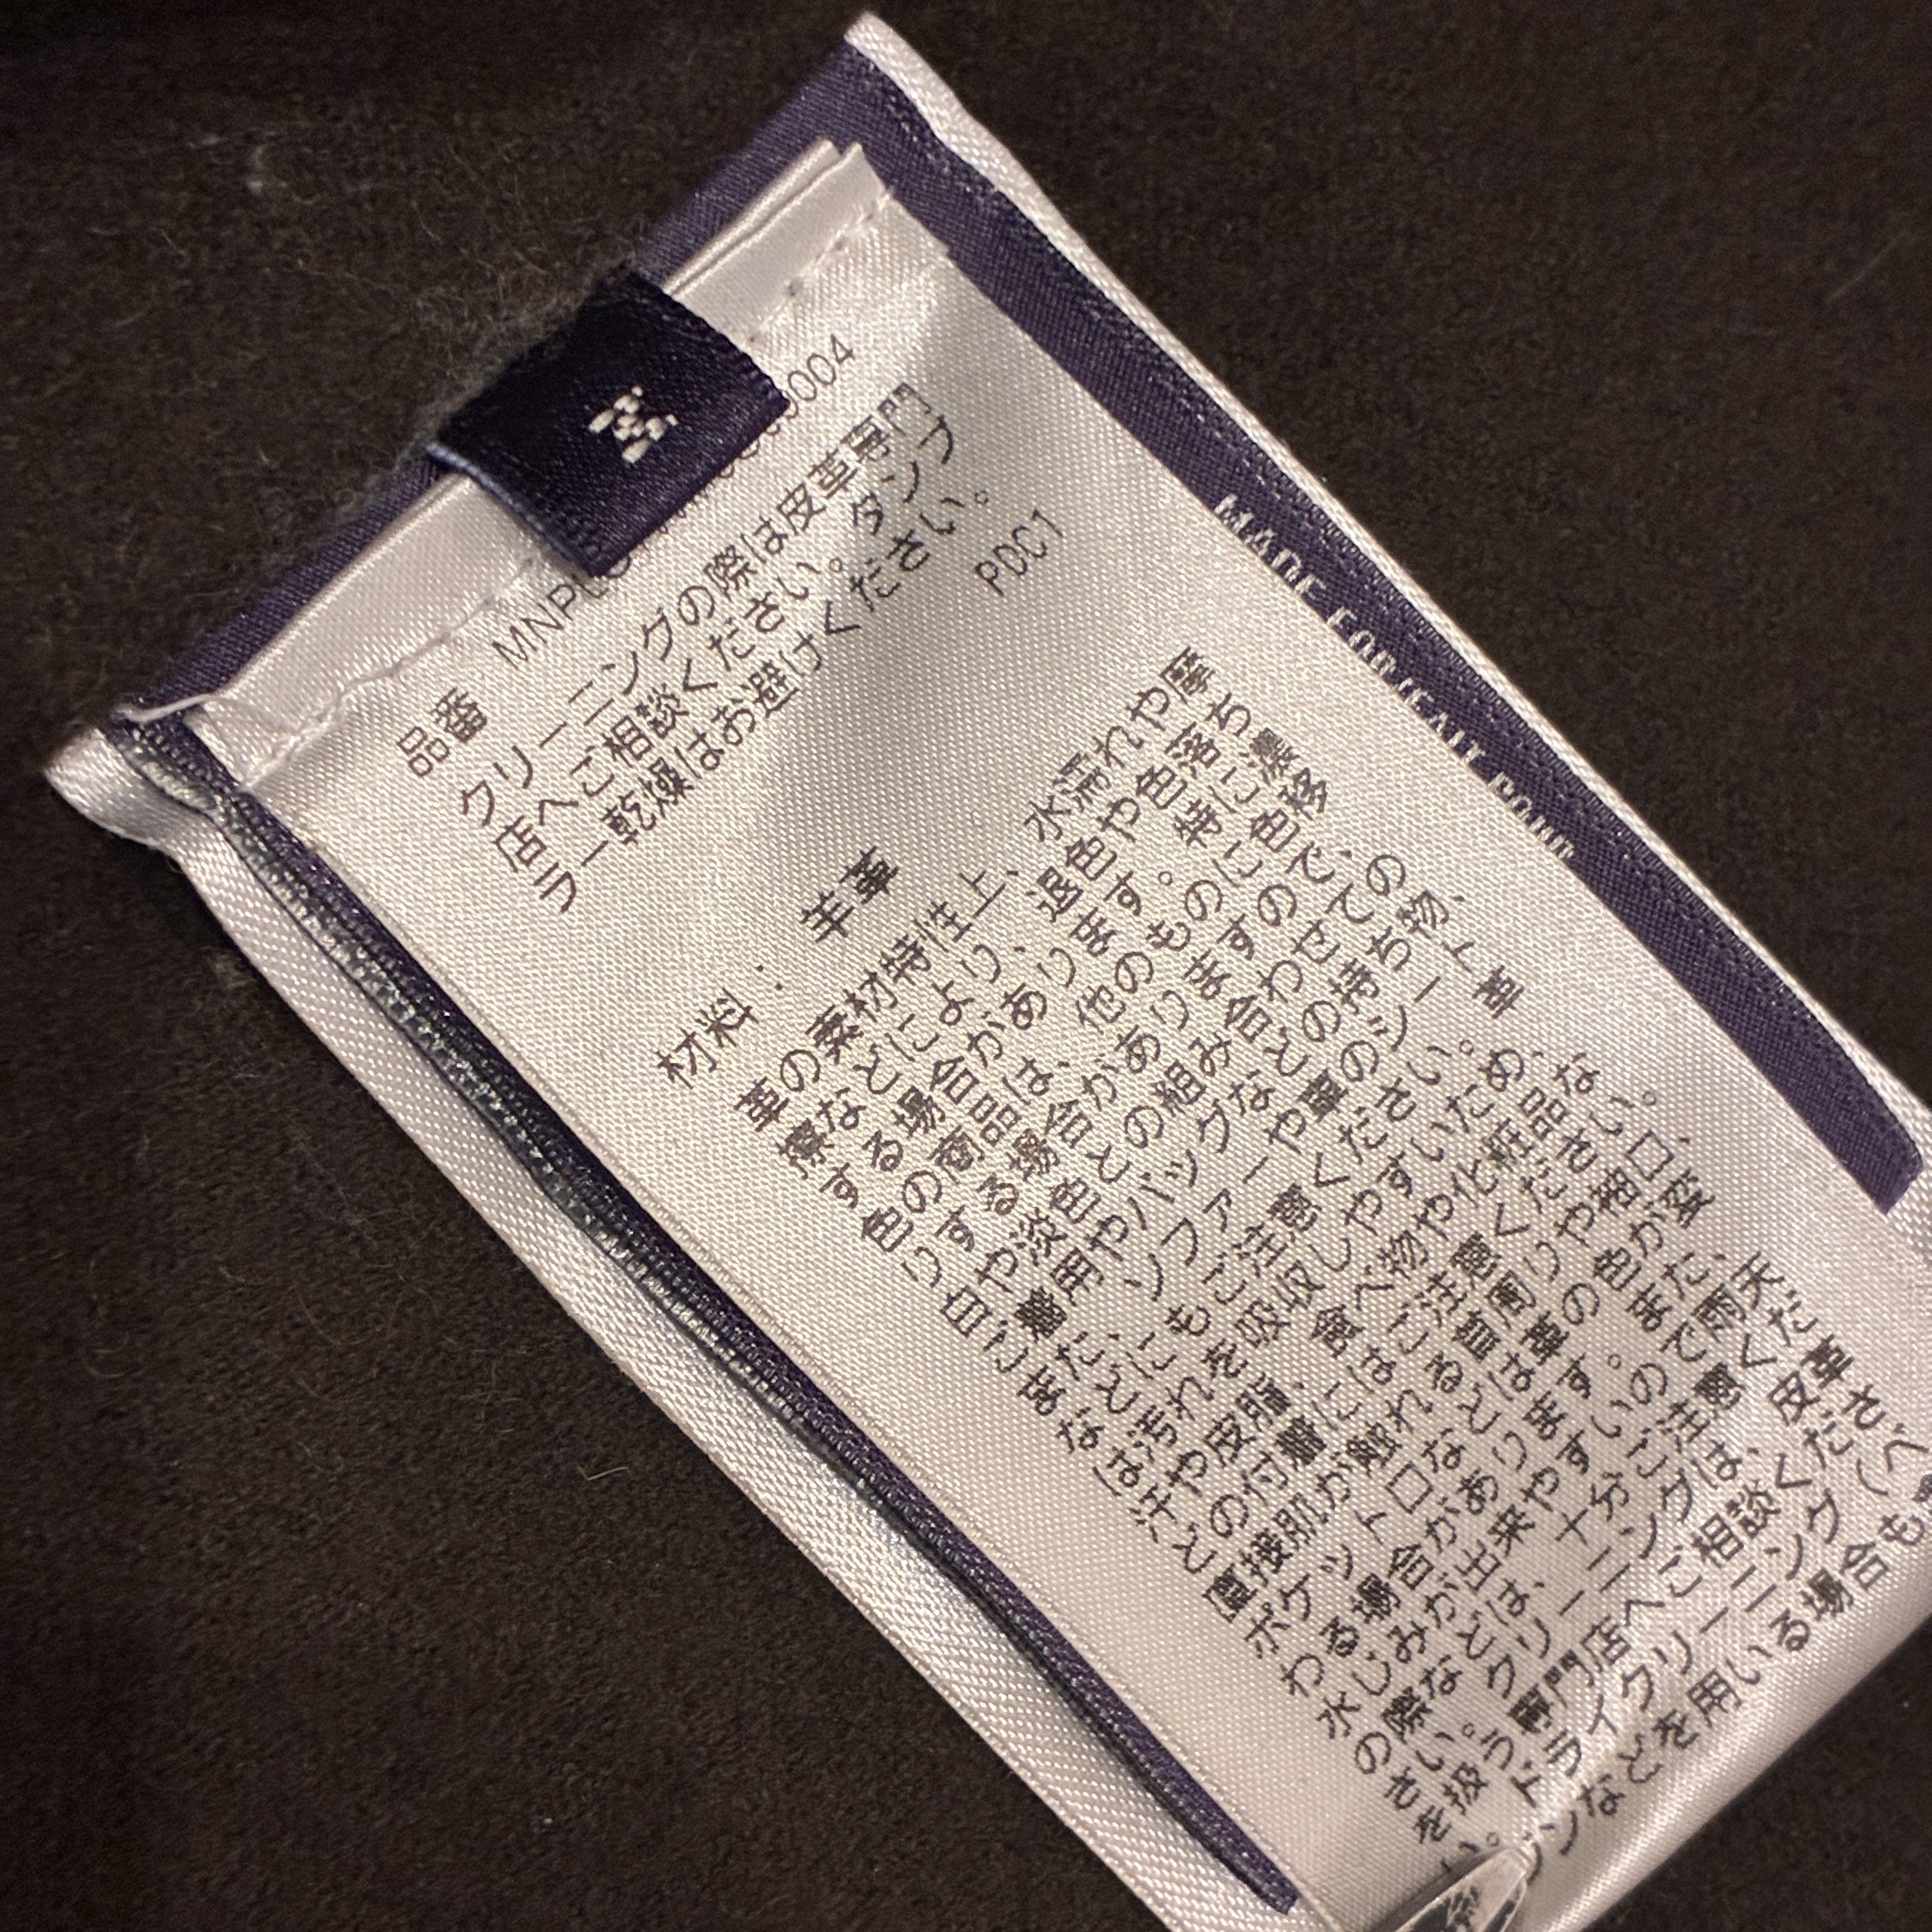 M
品番 MNPU 0004
クリーニングの際は皮革専門
店へご相談ください。タンブ
ラー乾燥はお避けください。
PDC1
材料: 羊革
革の素材特性上、水濡れや摩
擦などにより、退色や色落ち
する場合があります。特に濃
色の商品は、他のものに色移
りする場合がありますので、
白や淡色との組み合わせての
ご着用やバッグなどの持ち物、
また、ソファーや車のシート
などにもご注意ください。革
は汚れを吸収しやすいため、
汗や皮脂、食べ物や化粧品な
どの付着にはご注意ください。
直接肌が触れる首周りや袖口、
ポケット口などは革の色が変
わる場合があります。また、
水じみが出来やすいので雨天
の際などは、十分ご注意くだ
さい。クリーニングは、皮革
を扱う専門店へご相談くださ
い。ドライクリーニング(ベ
ンジンなどを用いる場合も
MADE FOR